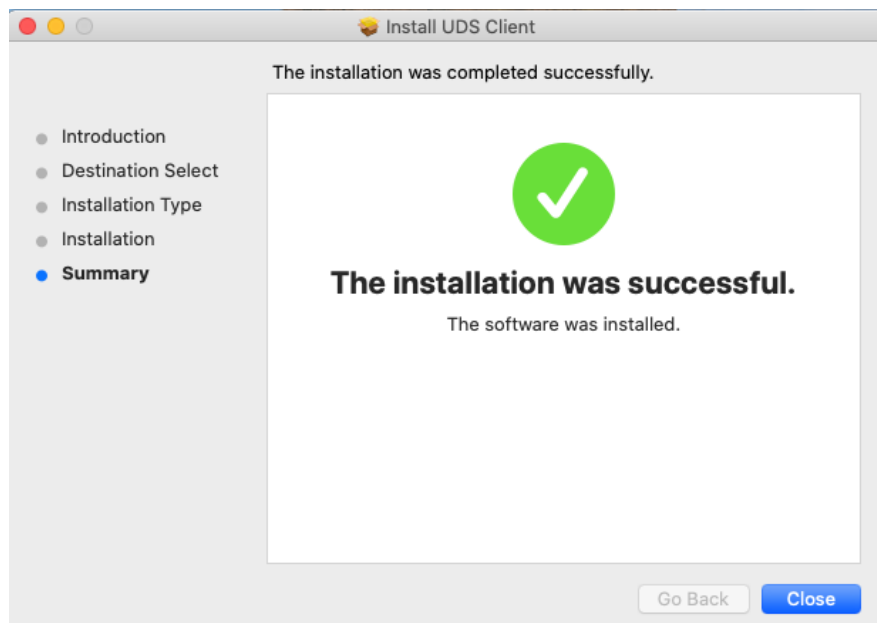 Install UDS Client
The installation was completed successfully.
Introduction
Destination Select
Installation Type
Installation
Summary
The installation was successful.
The software was installed.
Go Back
Close